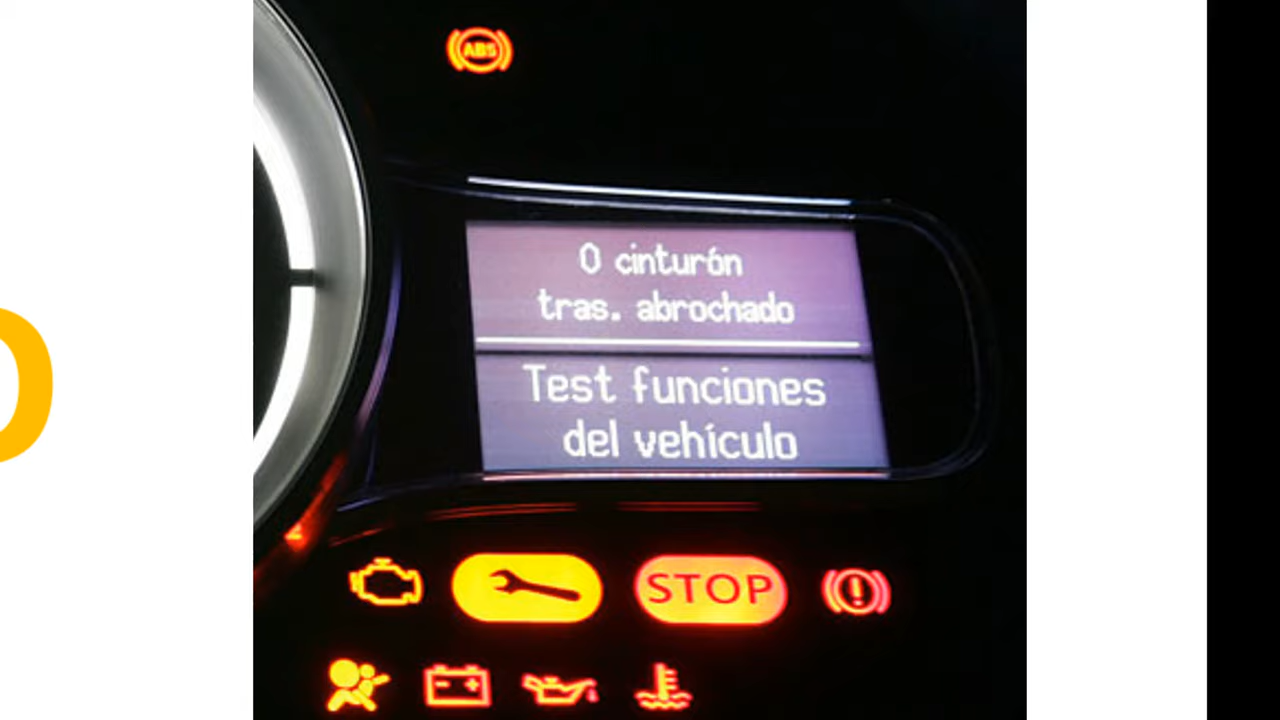 ABS
0 cinturón
tras. abrochado
Test funciones
del vehículo
STOP